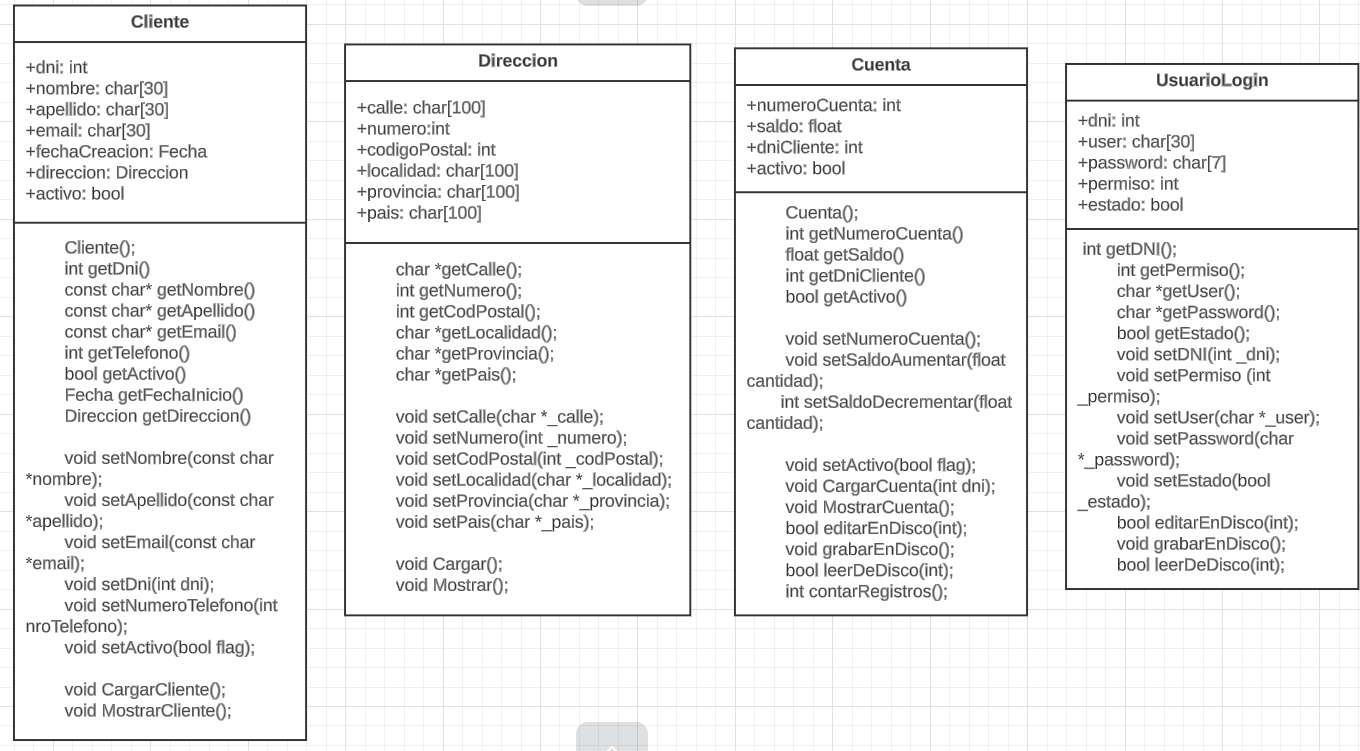 Cliente
+dni: int
+nombre: char[30]
+apellido: char[30]
+email: char[30]
+fechaCreacion: Fecha
+direccion: Direccion
+activo: bool
Cliente();
int getDni()
const char* getNombre()
const char* getApellido()
const char* getEmail()
int getTelefono()
bool getActivo()
Fecha getFechaInicio()
Direccion getDireccion()
void setNombre(const char
*nombre);
void setApellido(const char
*apellido);
void setEmail(const char
*email);
void setDni(int dni);
void setNumeroTelefono(int
nroTelefono);
void setActivo(bool flag);
void CargarCliente();
void MostrarCliente();
Direccion
+calle: char[100]
+numero:int
+codigoPostal: int
+localidad: char[100]
+provincia: char[100]
+pais: char[100]
char *getCalle();
int getNumero();
int getCodPostal();
char *getLocalidad();
char *getProvincia();
char *getPais();
void setCalle(char *_calle);
void setNumero(int _numero);
void setCodPostal(int _codPostal);
void setLocalidad(char *_localidad);
void setProvincia(char *_provincia);
void setPais(char *_pais);
void Cargar();
void Mostrar();
Cuenta
+numeroCuenta: int
+saldo: float
+dniCliente: int
+activo: bool
Cuenta();
int getNumeroCuenta()
float getSaldo()
int getDniCliente()
bool getActivo()
void setNumeroCuenta();
void setSaldoAumentar(float
cantidad);
int setSaldoDecrementar(float
cantidad);
void setActivo(bool flag);
void CargarCuenta(int dni);
void MostrarCuenta();
bool editarEnDisco(int);
void grabarEnDisco();
bool leerDeDisco(int);
int contarRegistros();
UsuarioLogin
+dni: int
+user: char[30]
+password: char[7]
+permiso: int
+estado: bool
int getDNI();
int getPermiso();
char *getUser();
char *getPassword();
bool getEstado();
void setDNI(int _dni);
void setPermiso (int
_permiso);
void setUser(char *_user);
void setPassword(char
*_password);
void setEstado(bool
_estado);
bool editarEnDisco(int);
void grabarEnDisco();
bool leerDeDisco(int);